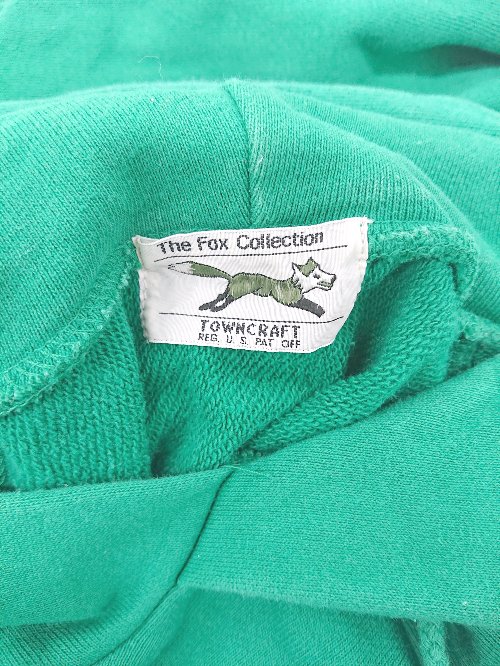 The Fox Collection
TOWNCRAFT
REG. U. S. PAT OFF